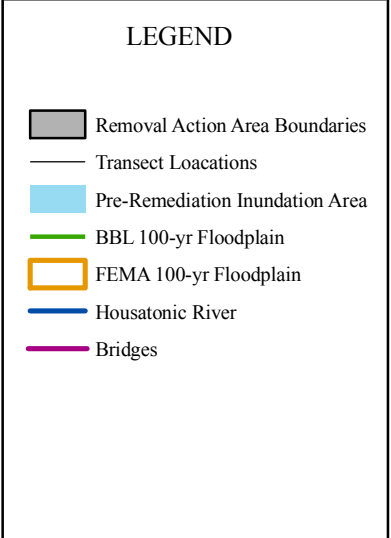 LEGEND
Removal Action Area Boundaries
Transect Loacations
Pre-Remediation Inundation Area
BBL 100-yr Floodplain
FEMA 100-yr Floodplain
Housatonic River
Bridges